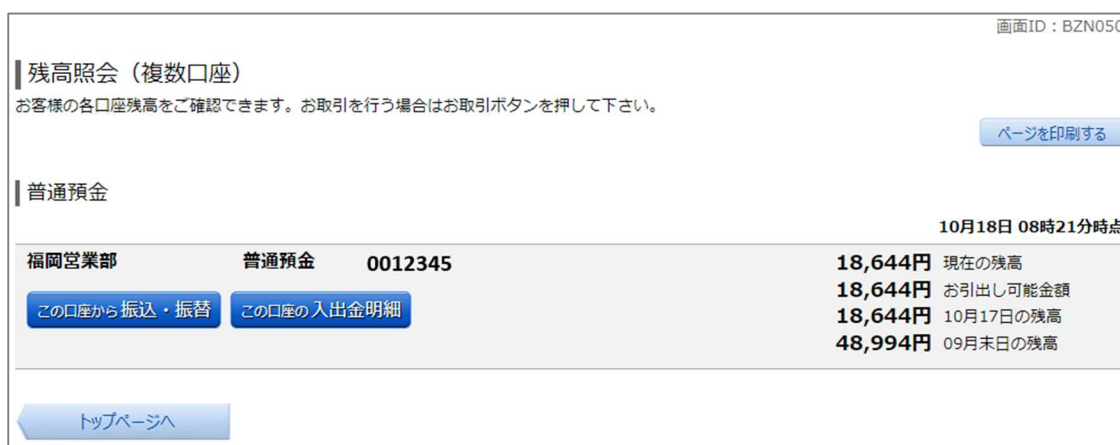 画面ID：BZN050
残高照会（複数口座）
お客様の各口座残高をご確認できます。お取引を行う場合はお取引ボタンを押して下さい。
ページを印刷する
普通預金
10月18日 08時21分時点
福岡営業部 普通預金 0012345
18,644円 現在の残高
18,644円 お引出し可能金額
18,644円 10月17日の残高
48,994円 09月末日の残高
この口座から振込・振替 この口座の入出金明細
トップページへ